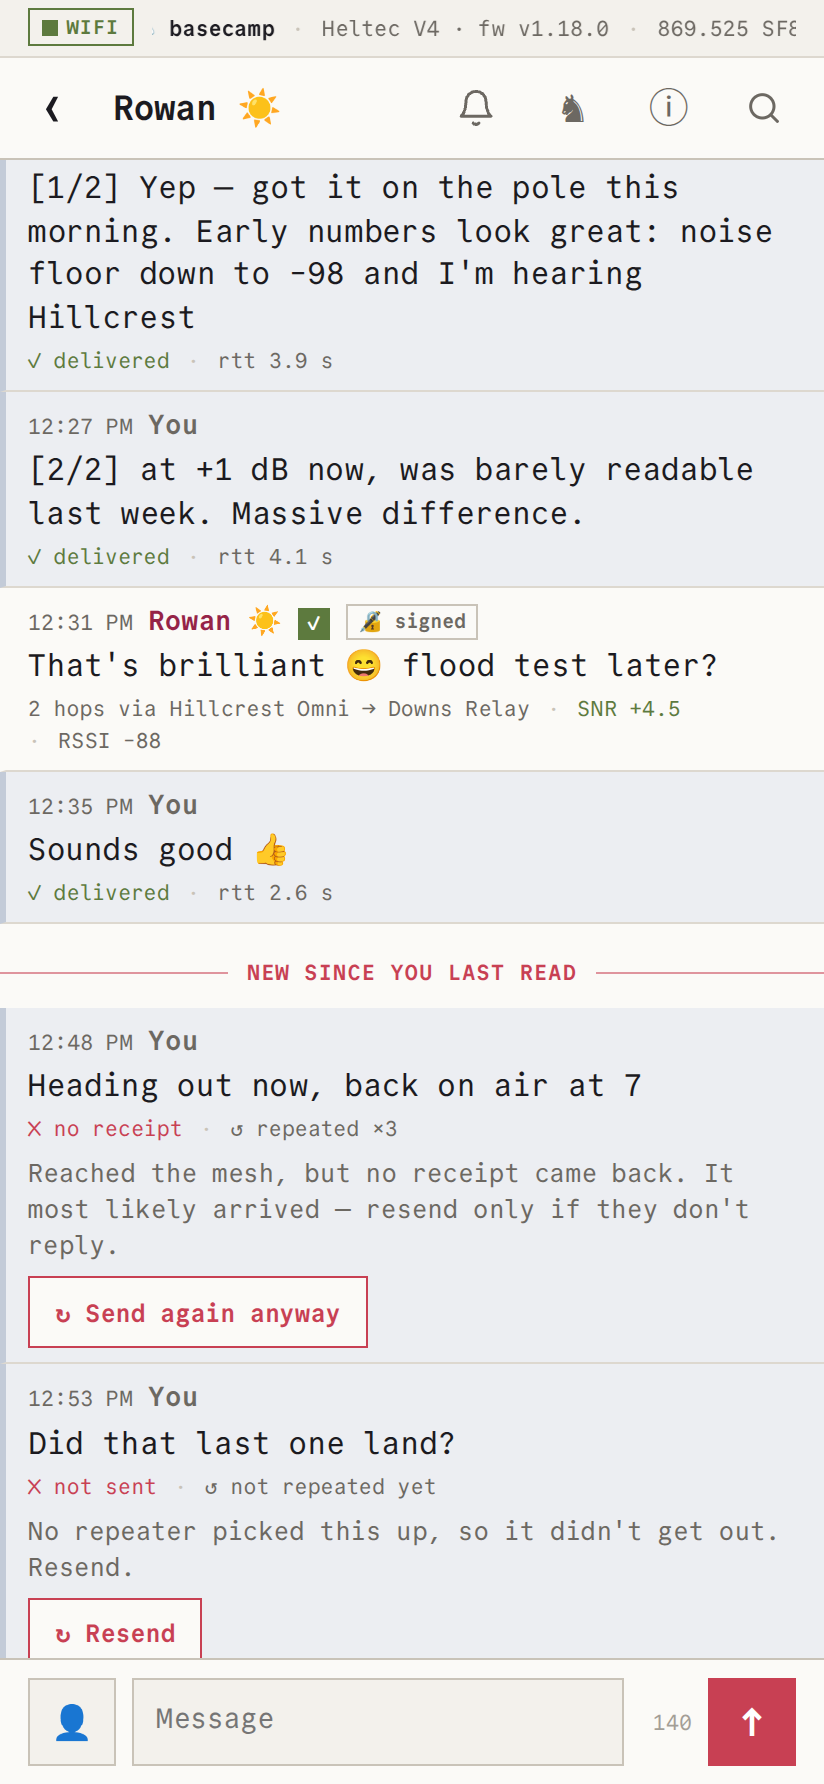 WIFI basecamp · Heltec V4 · fw v1.18.0 · 869.525 SF8
❮ Rowan ☀️ ♞ ⓘ
[1/2] Yep — got it on the pole this
morning. Early numbers look great: noise
floor down to -98 and I'm hearing
Hillcrest
✓ delivered · rtt 3.9 s
12:27 PM You
[2/2] at +1 dB now, was barely readable
last week. Massive difference.
✓ delivered · rtt 4.1 s
12:31 PM Rowan ☀️ ✓ 🔏 signed
That's brilliant 😄 flood test later?
2 hops via Hillcrest Omni → Downs Relay · SNR +4.5
· RSSI -88
12:35 PM You
Sounds good 👍
✓ delivered · rtt 2.6 s
NEW SINCE YOU LAST READ
12:48 PM You
Heading out now, back on air at 7
✗ no receipt · ↺ repeated ×3
Reached the mesh, but no receipt came back. It
most likely arrived — resend only if they don't
reply.
↻ Send again anyway
12:53 PM You
Did that last one land?
✗ not sent · ↺ not repeated yet
No repeater picked this up, so it didn't get out.
Resend.
↻ Resend
👤 Message 140 ↑